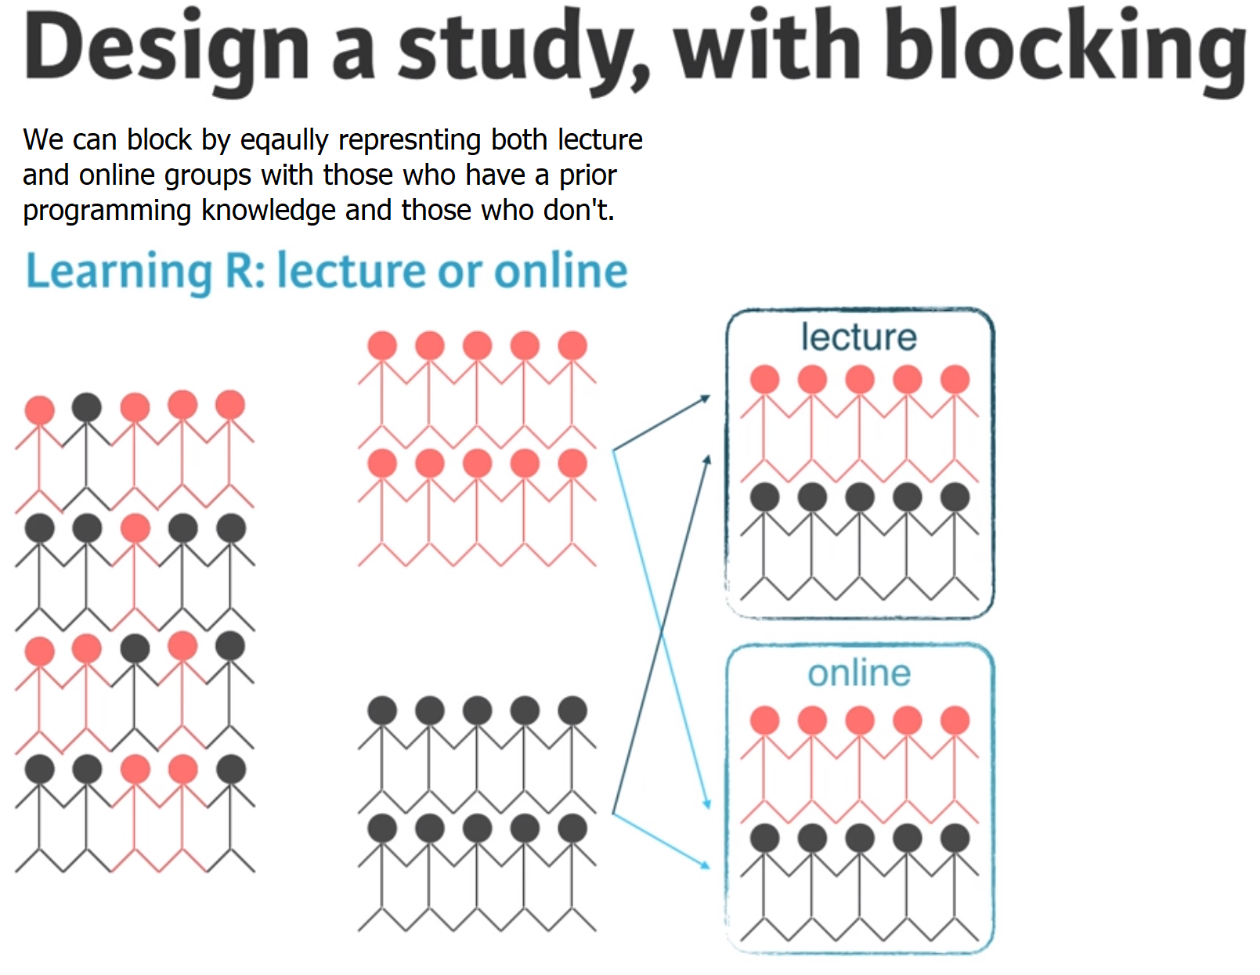 Design a study, with blocking
We can block by eqaully represnting both lecture
and online groups with those who have a prior
programming knowledge and those who don't.
Learning R: lecture or online
lecture
online